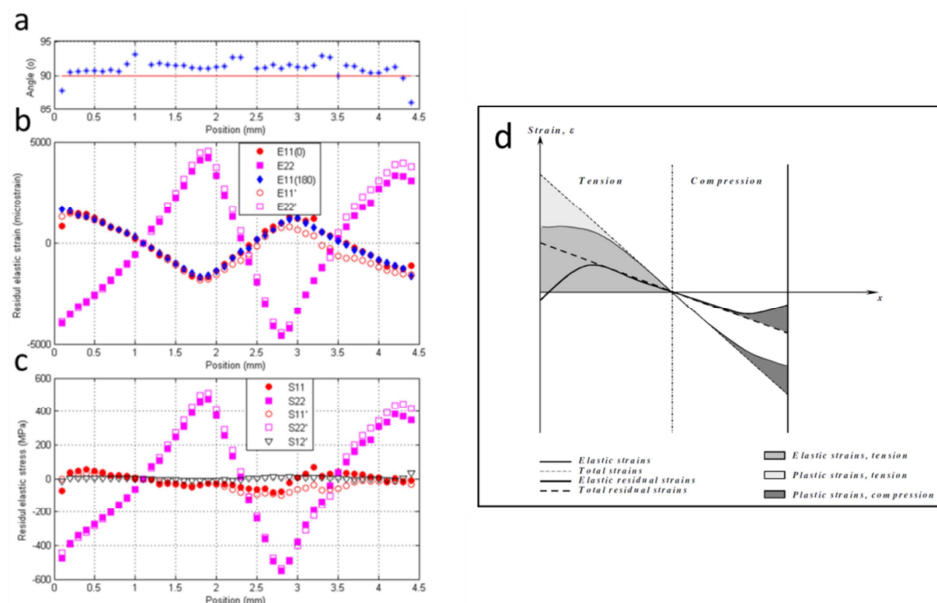 a
95
90
85
Angle (o)
0 0.5 1 1.5 2 2.5 3 3.5 4 4.5
Position (mm)
b
5000
0
-5000
Residul elastic strain (microstrain)
E11(0)
E22
E11(180)
E11'
E22'
0 0.5 1 1.5 2 2.5 3 3.5 4 4.5
Position (mm)
c
600
400
200
0
-200
-400
-600
Residul elastic stress (MPa)
S11
S22
S11'
S22'
S12'
0 0.5 1 1.5 2 2.5 3 3.5 4 4.5
Position (mm)
d
Strain, ε
Tension
Compression
x
Elastic strains
Total strains
Elastic residual strains
Total residual strains
Elastic strains, tension
Plastic strains, tension
Plastic strains, compression